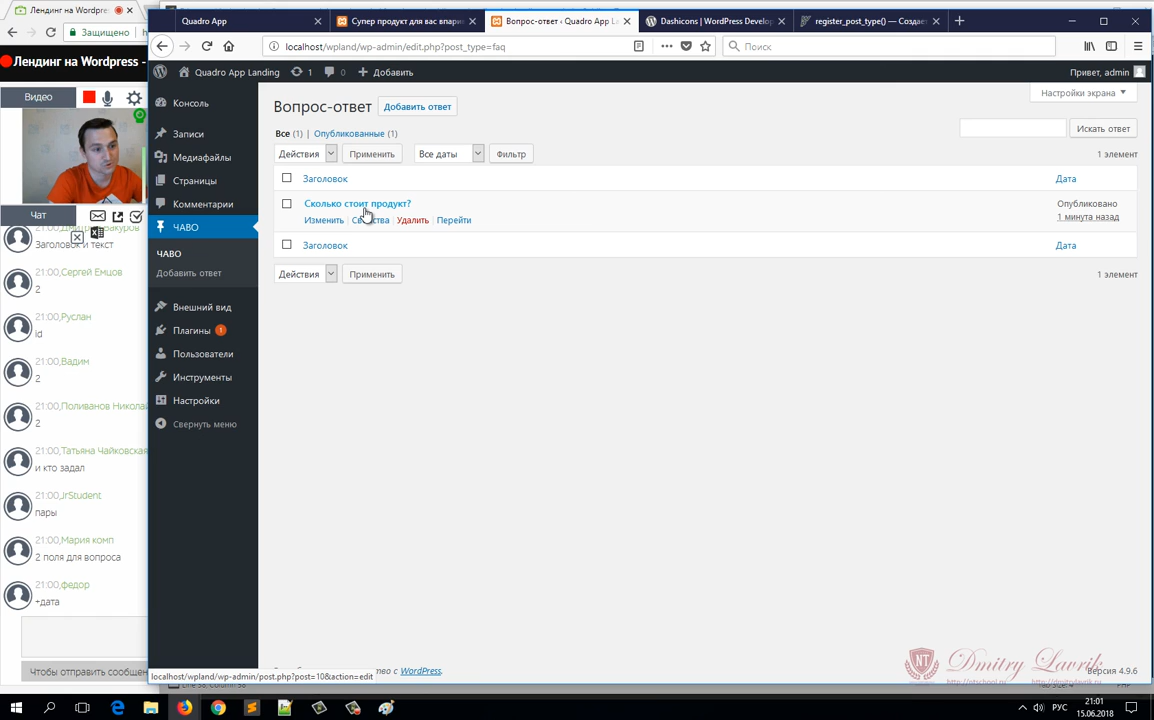 Лендинг на Wordpre
Защищено
Лендинг на Wordpress -
Видео
Чат
Заголовок и текст
21:00,Сергей Емцов
2
21:00,Руслан
id
21:00,Вадим
2
21:00,Поливанов Николай
2
21:00,Татьяна Чайковская
и кто задал
21:00,JrStudent
пары
21:00,Мария комп
2 поля для вопроса
21:00,федор
+дата
Чтобы отправить сообщен
Quadro App
Супер продукт для вас впари
Вопрос-ответ ‹ Quadro App L
Dashicons | WordPress Develop
register_post_type() — Создае
localhost/wpland/wp-admin/edit.php?post_type=faq
Поиск
Quadro App Landing
1
0
Добавить
Привет, admin
Консоль
Записи
Медиафайлы
Страницы
Комментарии
ЧАВО
ЧАВО
Добавить ответ
Внешний вид
Плагины 1
Пользователи
Инструменты
Настройки
Свернуть меню
Настройки экрана
Вопрос-ответ
Добавить ответ
Все (1) | Опубликованные (1)
Искать ответ
Действия
Применить
Все даты
Фильтр
1 элемент
Заголовок
Дата
Сколько стоит продукт?
Опубликовано
1 минута назад
Изменить | Свойства | Удалить | Перейти
Заголовок
Дата
Действия
Применить
1 элемент
тво с WordPress.
localhost/wpland/wp-admin/post.php?post=10&action=edit
NT
Dmitry Lavrik
Версия 4.9.6
РУС
21:01
15.06.2018